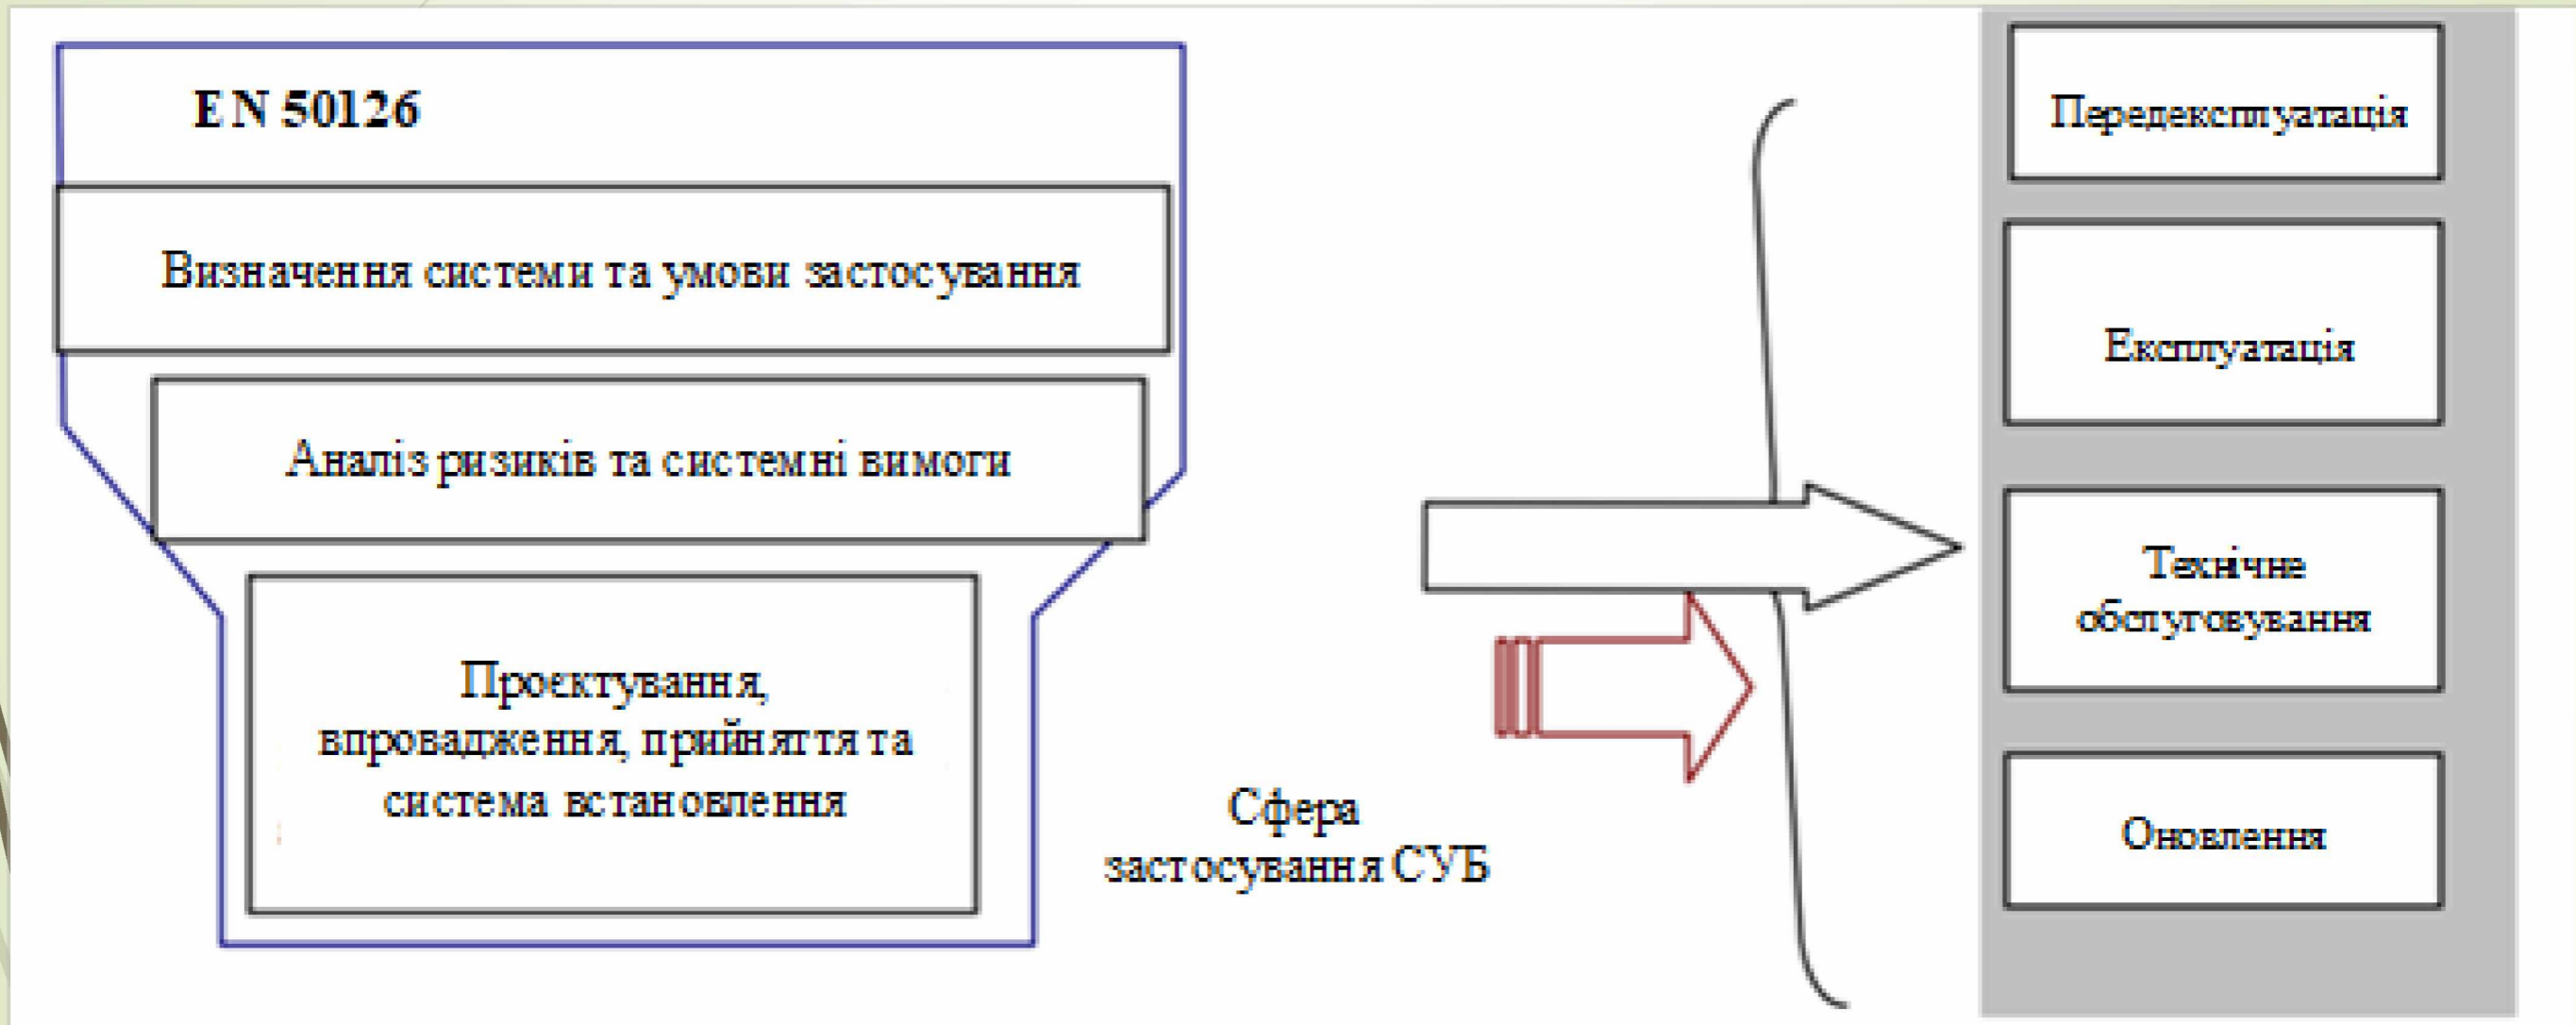 EN 50126
Визначення системи та умови застосування
Аналіз ризиків та системні вимоги
Проєктування,
впровадження, прийняття та
система встановлення
Сфера
застосування СУБ
Передексплуатація
Експлуатація
Технічне
обслуговування
Оновлення